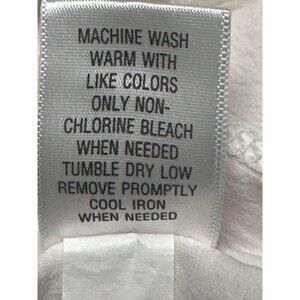 MACHINE WASH
WARM WITH
LIKE COLORS
ONLY NON-
CHLORINE BLEACH
WHEN NEEDED
TUMBLE DRY LOW
REMOVE PROMPTLY
COOL IRON
WHEN NEEDED